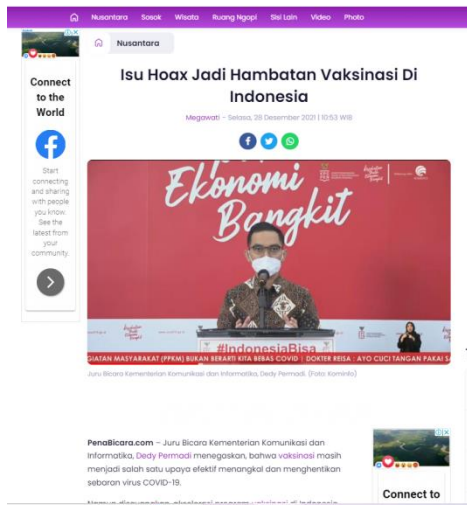 Nusantara Sosok Wisata Ruang Ngopi Sisi Lain Video Photo
Nusantara
Isu Hoax Jadi Hambatan Vaksinasi Di
Indonesia
Megawati - Selasa, 28 Desember 2021 | 10:53 WIB
Connect
to the
World
Start
connecting
and sharing
with people
you know.
See the
latest from
your
community.
Ekonomi
Bangkit
#IndonesiaBisa
GIATAN MASYARAKAT (PPKM) BUKAN BERARTI KITA BEBAS COVID | DOKTER REISA : AYO CUCI TANGAN PAKAI S
Juru Bicara Kementerian Komunikasi dan Informatika, Dedy Permadi. (Foto: Kominfo)
PenaBicara.com – Juru Bicara Kementerian Komunikasi dan
Informatika, Dedy Permadi menegaskan, bahwa vaksinasi masih
menjadi salah satu upaya efektif menangkal dan menghentikan
sebaran virus COVID-19.
Connect to